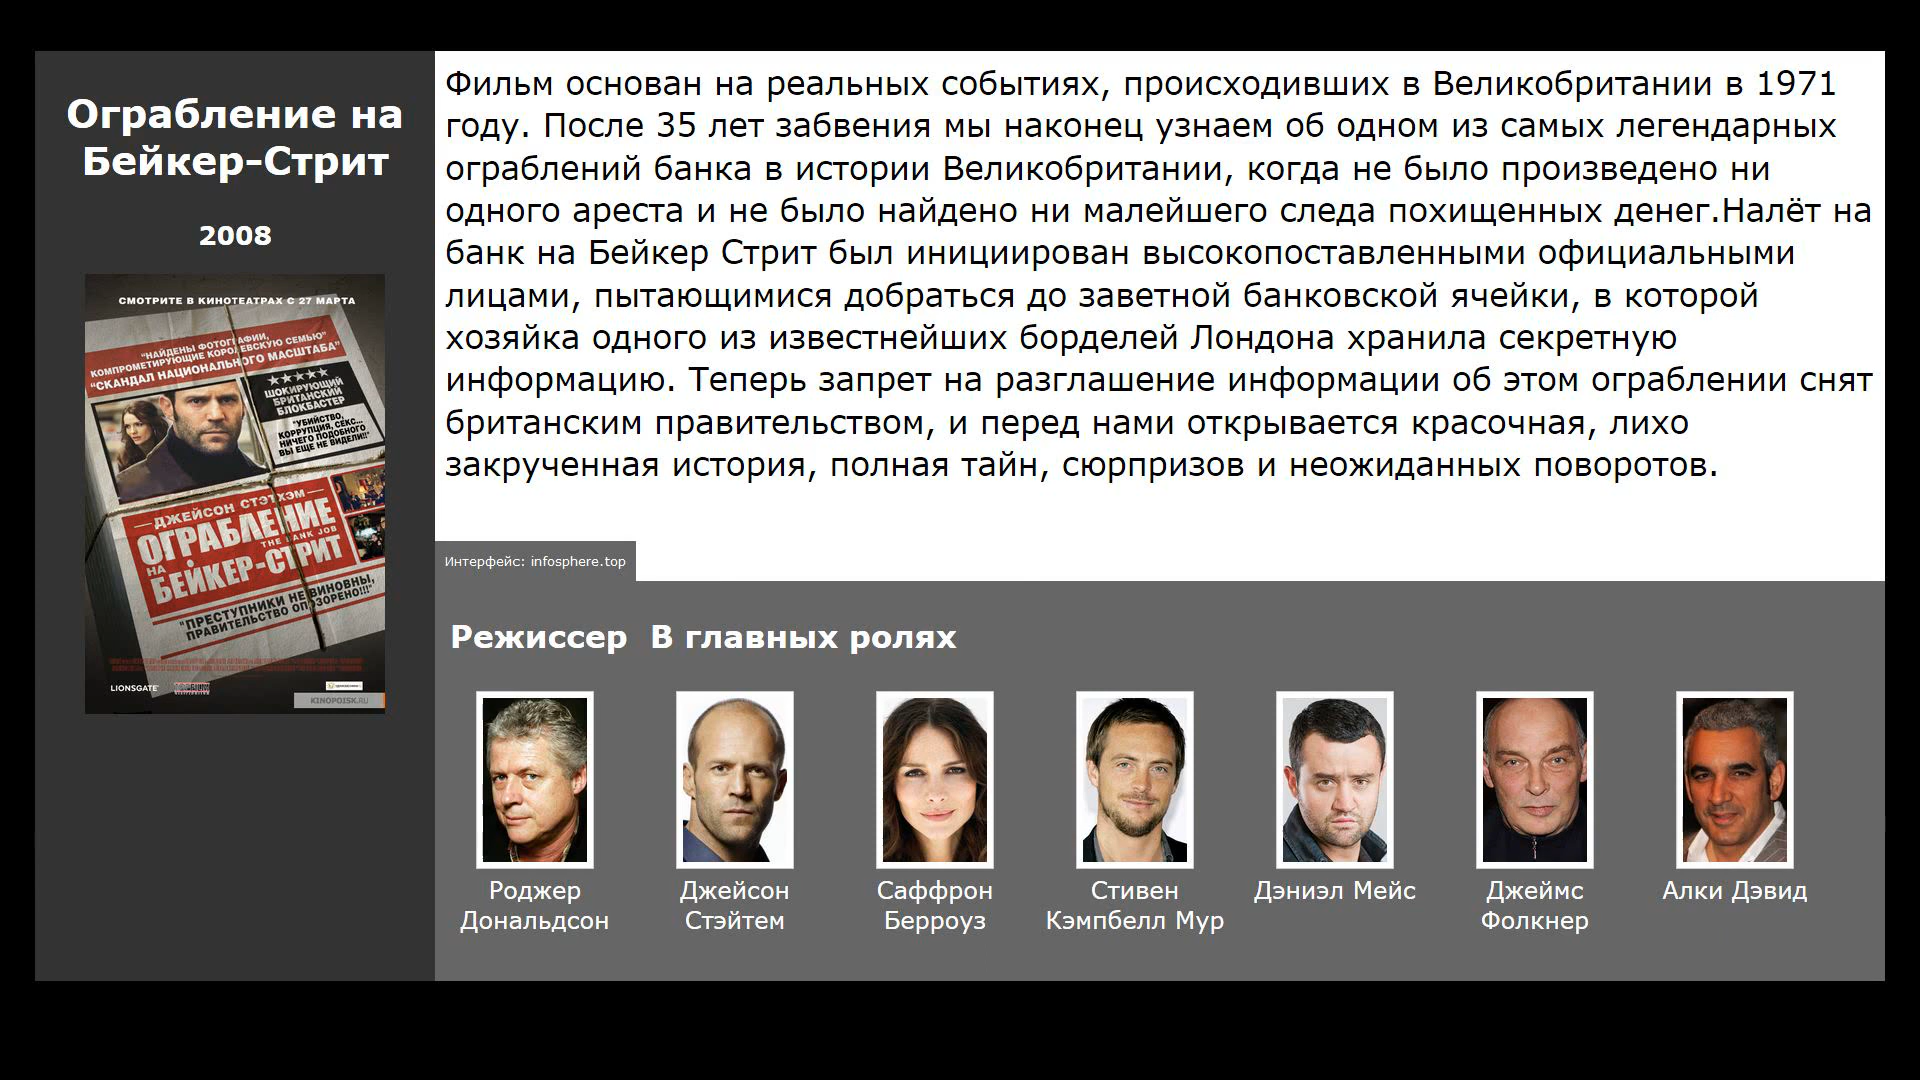 Ограбление на
Бейкер-Стрит
2008
СМОТРИТЕ В КИНОТЕАТРАХ С 27 МАРТА
"НАЙДЕНЫ ФОТОГРАФИИ,
КОМПРОМЕТИРУЮЩИЕ КОРОЛЕВСКУЮ СЕМЬЮ"
"СКАНДАЛ НАЦИОНАЛЬНОГО МАСШТАБА"
ШОКИРУЮЩИЙ
БРИТАНСКИЙ
БЛОКБАСТЕР
"УБИЙСТВО,
КОРРУПЦИЯ, СЕКС...
НИЧЕГО ПОДОБНОГО
ВЫ ЕЩЕ НЕ ВИДЕЛИ!!"
ДЖЕЙСОН СТЭТХЭМ
ОГРАБЛЕНИЕ
THE BANK JOB
НА
БЕЙКЕР-СТРИТ
"ПРЕСТУПНИКИ НЕ ВИНОВНЫ,
ПРАВИТЕЛЬСТВО ОПОЗОРЕНО!!!"
LIONSGATE
KINOPOISK.RU
Фильм основан на реальных событиях, происходивших в Великобритании в 1971
году. После 35 лет забвения мы наконец узнаем об одном из самых легендарных
ограблений банка в истории Великобритании, когда не было произведено ни
одного ареста и не было найдено ни малейшего следа похищенных денег.Налёт на
банк на Бейкер Стрит был инициирован высокопоставленными официальными
лицами, пытающимися добраться до заветной банковской ячейки, в которой
хозяйка одного из известнейших борделей Лондона хранила секретную
информацию. Теперь запрет на разглашение информации об этом ограблении снят
британским правительством, и перед нами открывается красочная, лихо
закрученная история, полная тайн, сюрпризов и неожиданных поворотов.
Интерфейс: infosphere.top
Режиссер В главных ролях
Роджер
Дональдсон
Джейсон
Стэйтем
Саффрон
Берроуз
Стивен
Кэмпбелл Мур
Дэниэл Мейс
Джеймс
Фолкнер
Алки Дэвид